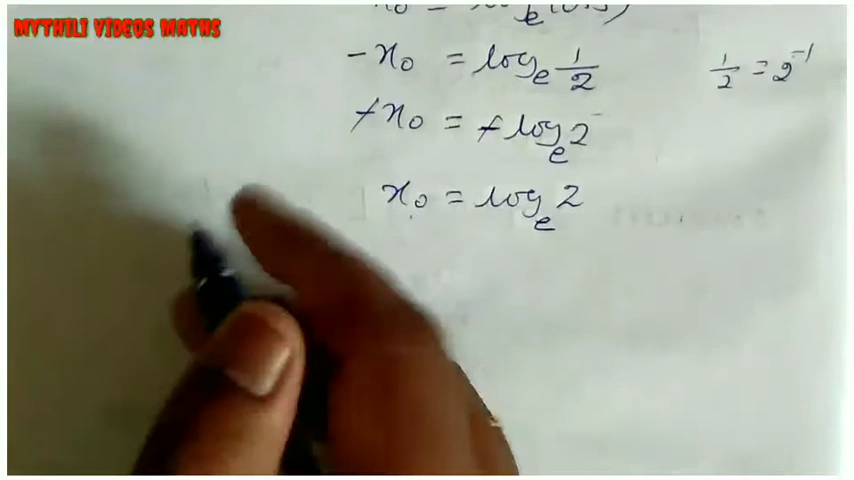 MYTHILI VIDEOS MATHS
-x₀ = logₑ 1/2
1/2 = 2⁻¹
-x₀ = -logₑ 2
x₀ = logₑ 2